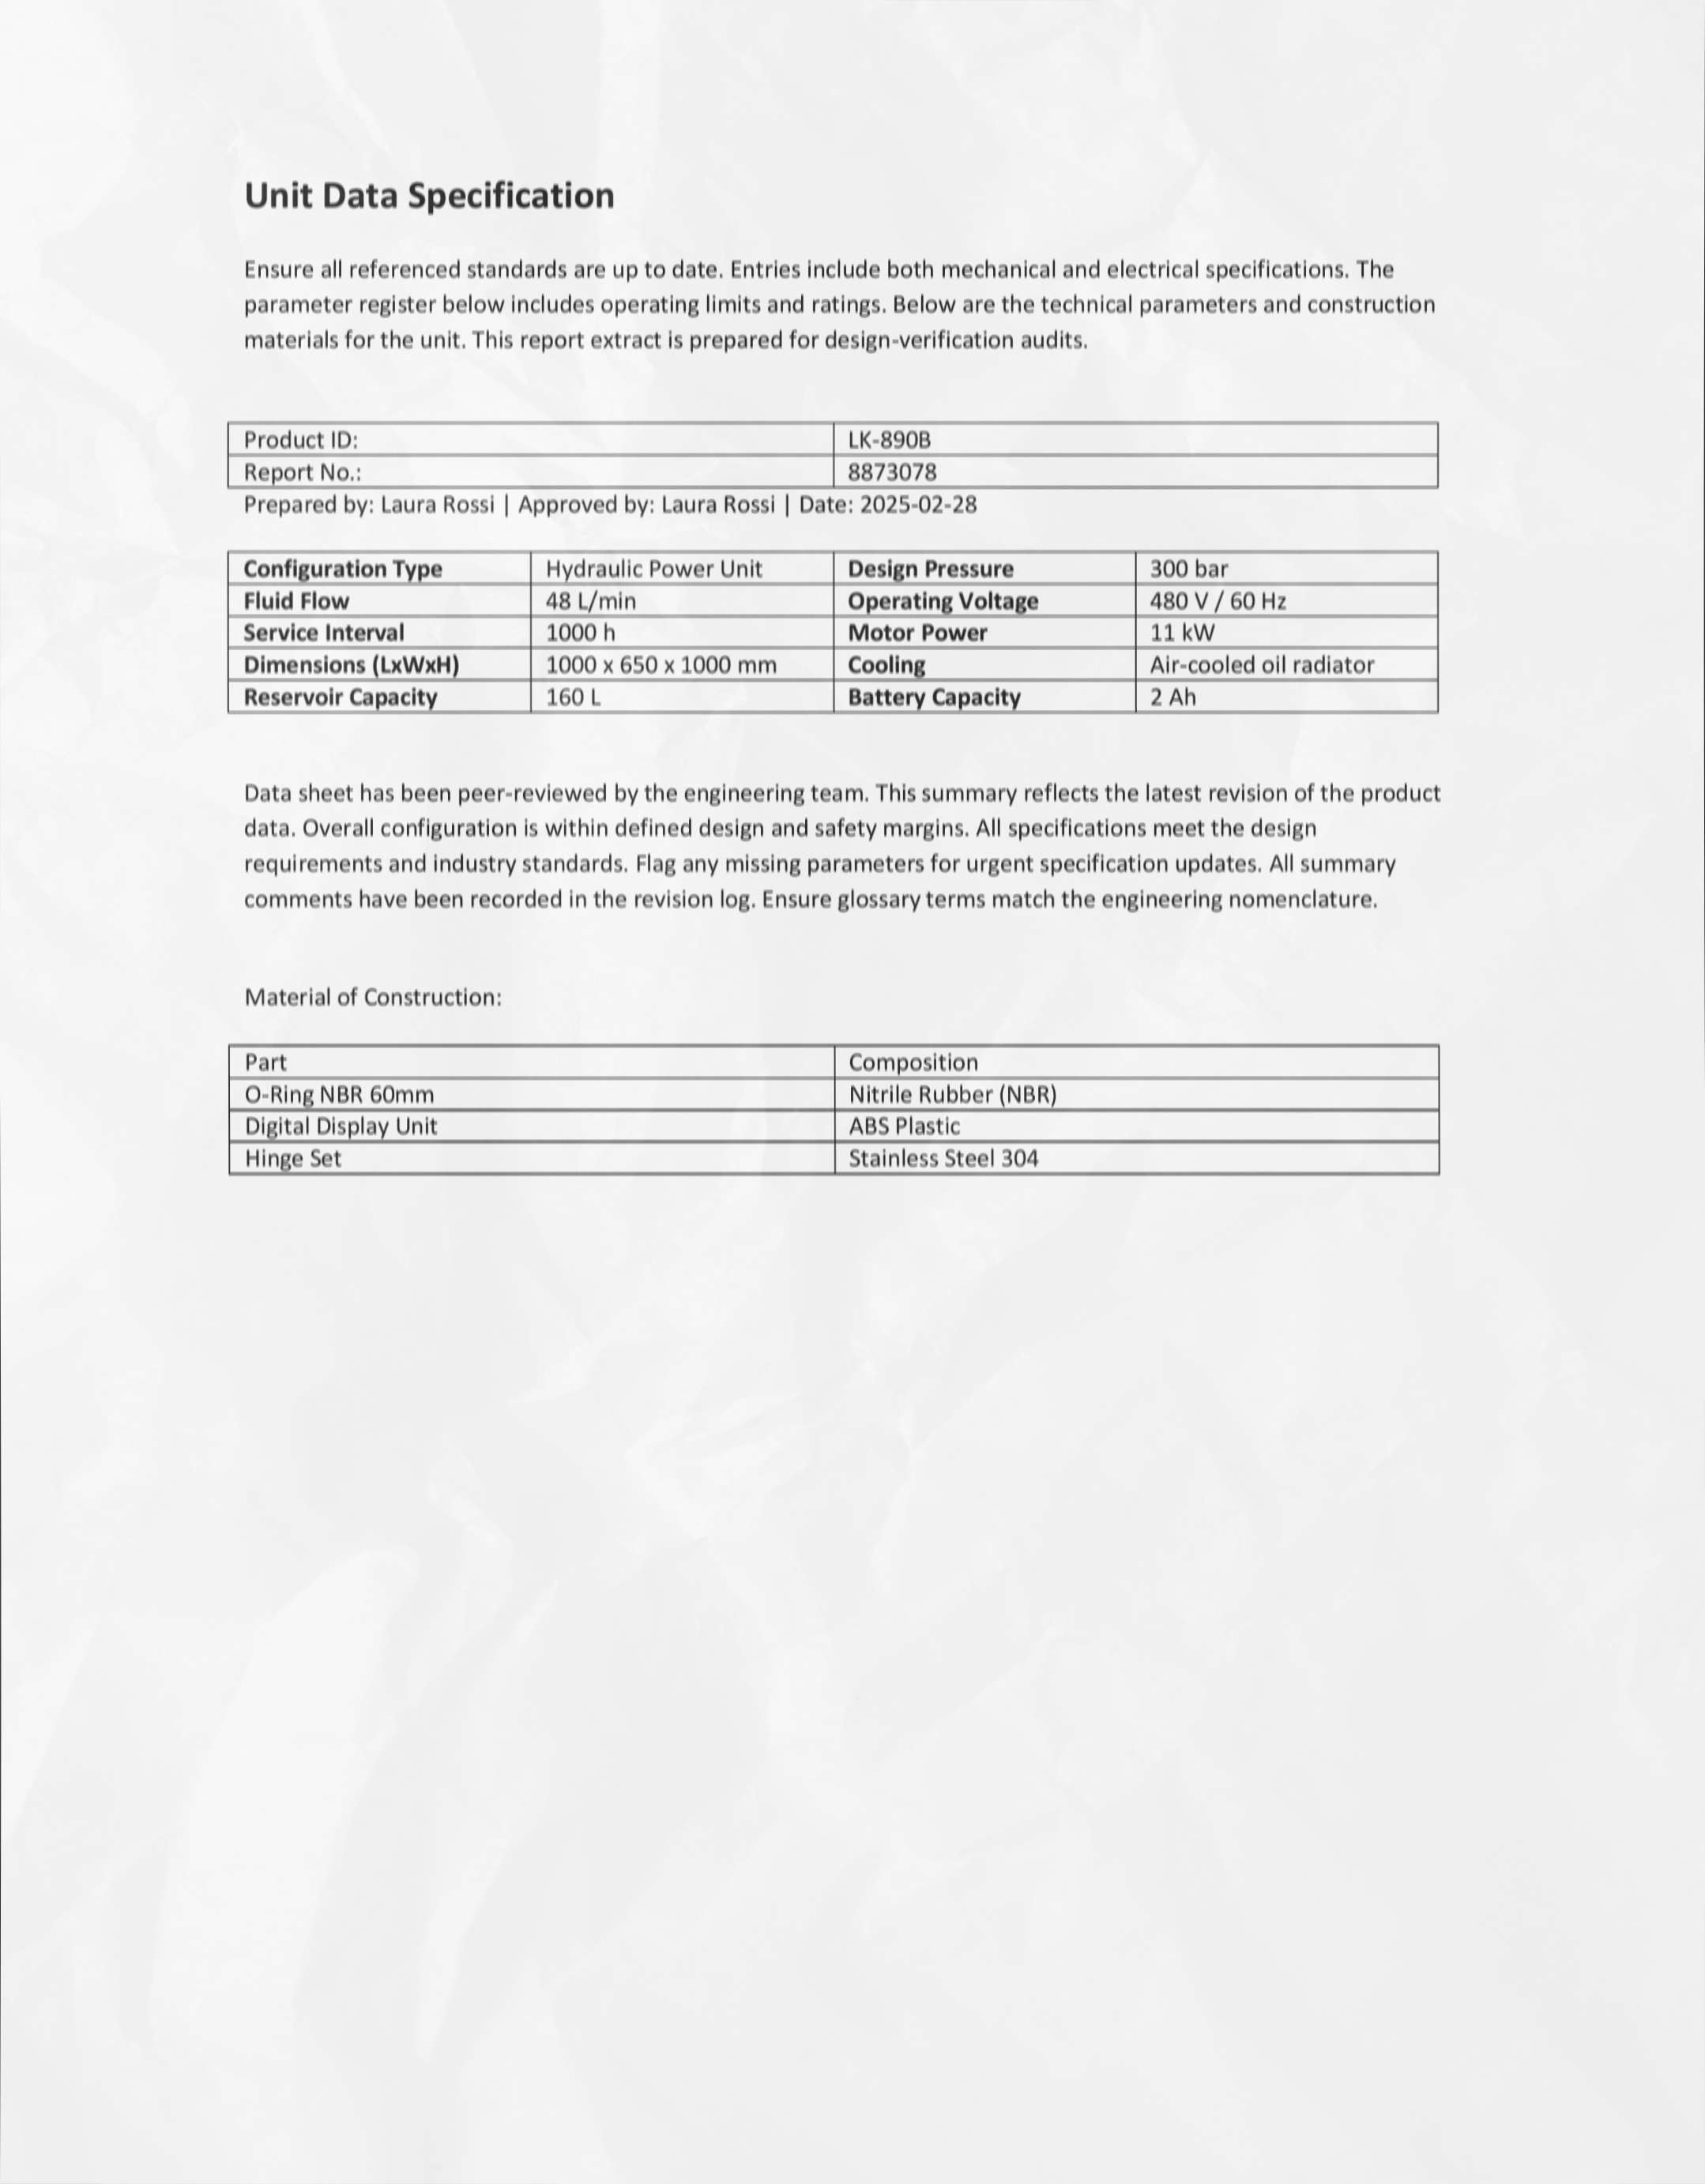 Unit Data Specification
Ensure all referenced standards are up to date. Entries include both mechanical and electrical specifications. The
parameter register below includes operating limits and ratings. Below are the technical parameters and construction
materials for the unit. This report extract is prepared for design-verification audits.
Product ID: LK-890B
Report No.: 8873078
Prepared by: Laura Rossi | Approved by: Laura Rossi | Date: 2025-02-28
Configuration Type Hydraulic Power Unit Design Pressure 300 bar
Fluid Flow 48 L/min Operating Voltage 480 V / 60 Hz
Service Interval 1000 h Motor Power 11 kW
Dimensions (LxWxH) 1000 x 650 x 1000 mm Cooling Air-cooled oil radiator
Reservoir Capacity 160 L Battery Capacity 2 Ah
Data sheet has been peer-reviewed by the engineering team. This summary reflects the latest revision of the product
data. Overall configuration is within defined design and safety margins. All specifications meet the design
requirements and industry standards. Flag any missing parameters for urgent specification updates. All summary
comments have been recorded in the revision log. Ensure glossary terms match the engineering nomenclature.
Material of Construction:
Part Composition
O-Ring NBR 60mm Nitrile Rubber (NBR)
Digital Display Unit ABS Plastic
Hinge Set Stainless Steel 304